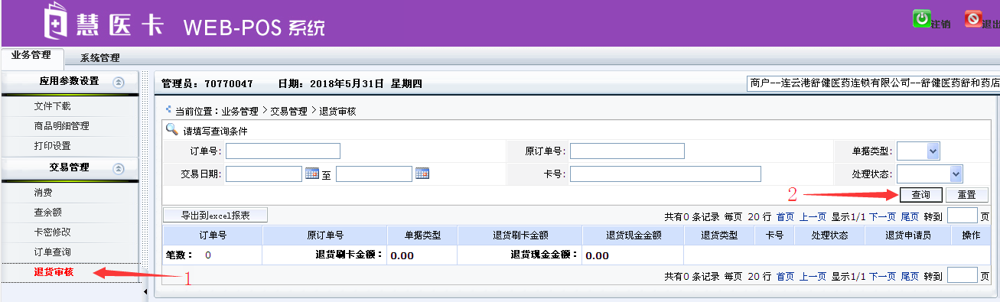 慧医卡 WEB-POS 系统
注销 退出
业务管理 系统管理
应用参数设置
文件下载
商品明细管理
打印设置
交易管理
消费
查余额
卡密修改
订单查询
退货审核
1
管理员：70770047 日期：2018年5月31日 星期四 商户--连云港舒健医药连锁有限公司--舒健医药舒和药店
当前位置：业务管理 > 交易管理 > 退货审核
请填写查询条件
订单号: 原订单号: 单据类型:
交易日期: 至 卡号: 处理状态:
2 查询 重置
导出到excel报表 共有0 条记录 每页 20 行 首页 上一页 显示1/1 下一页 尾页 转到 页
订单号 原订单号 单据类型 退货刷卡金额 退货现金金额 退货类型 卡号 处理状态 退货申请员 操作
笔数： 0 退货刷卡金额： 0.00 退货现金金额： 0.00
共有0 条记录 每页 20 行 首页 上一页 显示1/1 下一页 尾页 转到 页